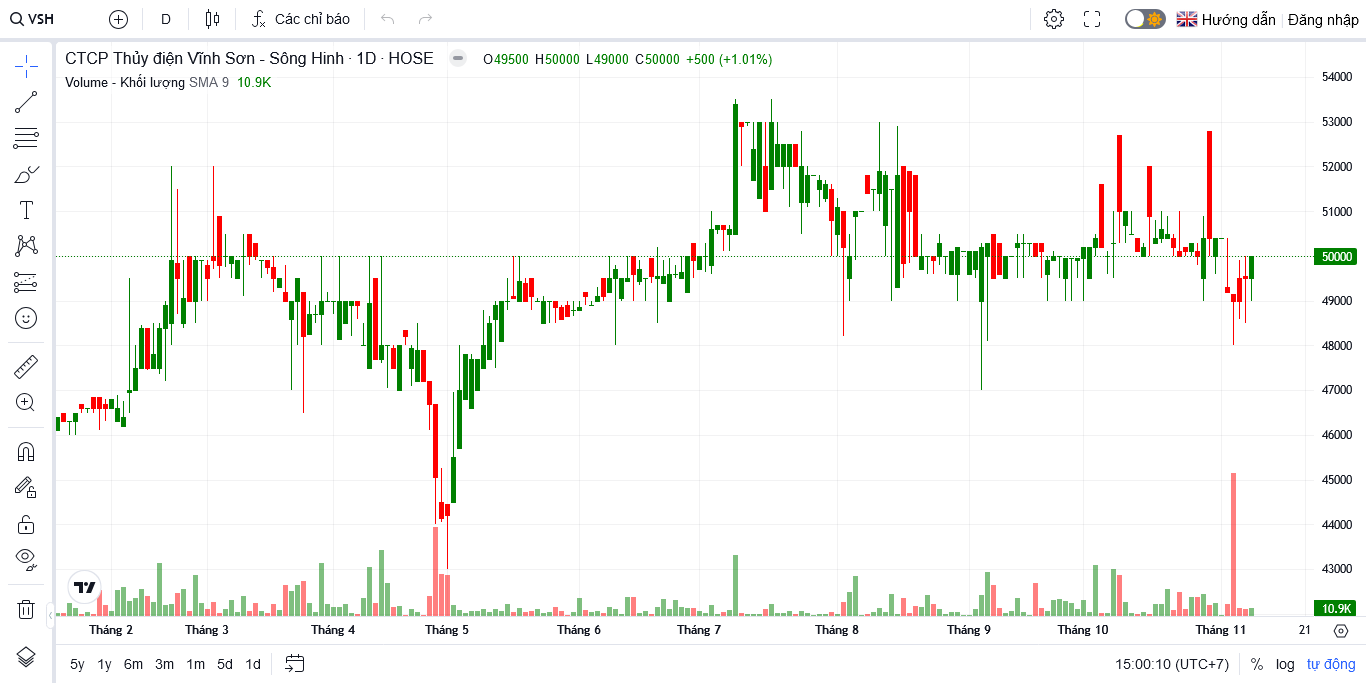 VSH D Các chỉ báo Hướng dẫn Đăng nhập
CTCP Thủy điện Vĩnh Sơn - Sông Hinh · 1D · HOSE O49500 H50000 L49000 C50000 +500 (+1.01%)
Volume - Khối lượng SMA 9 10.9K
54000
53000
52000
51000
50000
49000
48000
47000
46000
45000
44000
43000
10.9K
Tháng 2 Tháng 3 Tháng 4 Tháng 5 Tháng 6 Tháng 7 Tháng 8 Tháng 9 Tháng 10 Tháng 11 21
5y 1y 6m 3m 1m 5d 1d 15:00:10 (UTC+7) % log tự động